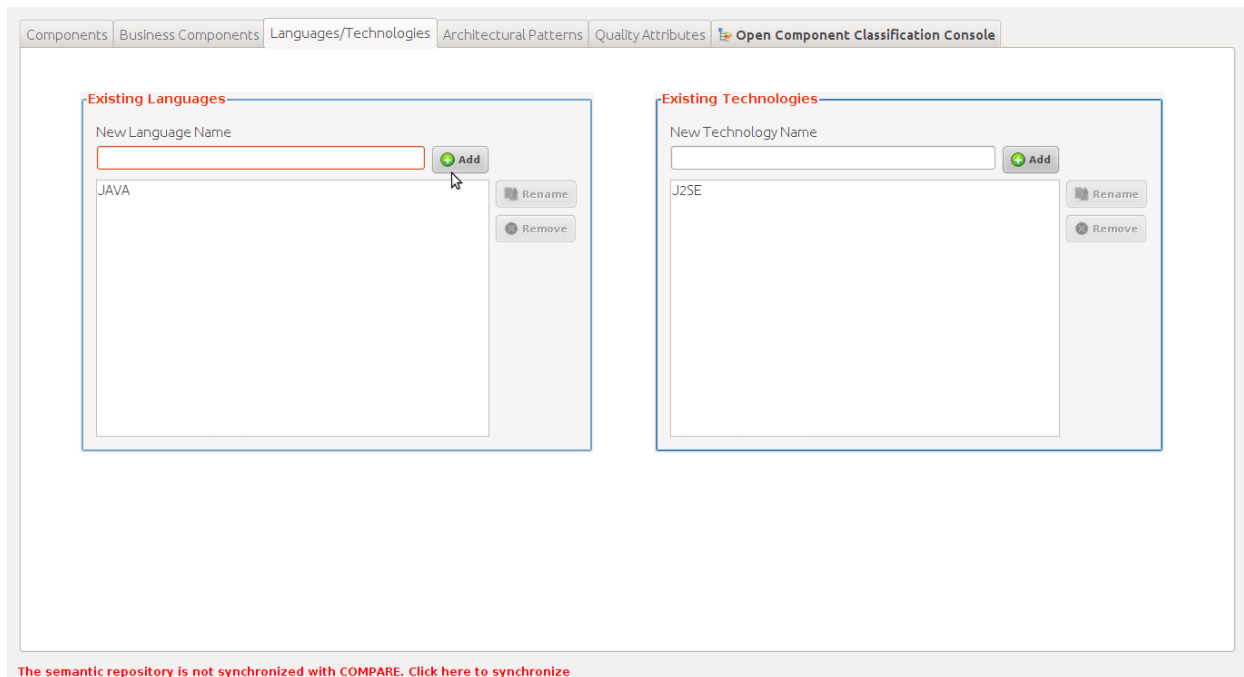 Components Business Components Languages/Technologies Architectural Patterns Quality Attributes Open Component Classification Console
Existing Languages
New Language Name
Add
JAVA
Rename
Remove
Existing Technologies
New Technology Name
Add
J2SE
Rename
Remove
The semantic repository is not synchronized with COMPARE. Click here to synchronize